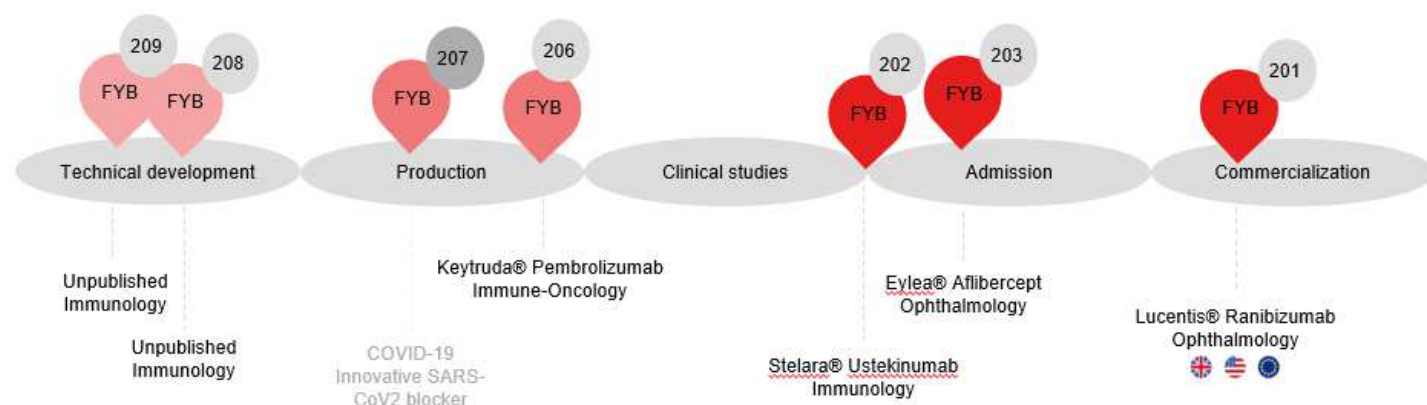 209
FYB
208
FYB
207
FYB
206
FYB
202
FYB
203
FYB
201
FYB
Technical development
Production
Clinical studies
Admission
Commercialization
Unpublished
Immunology
Unpublished
Immunology
COVID-19
Innovative SARS-
CoV2 blocker
Keytruda® Pembrolizumab
Immune-Oncology
Stelara® Ustekinumab
Immunology
Eylea® Aflibercept
Ophthalmology
Lucentis® Ranibizumab
Ophthalmology